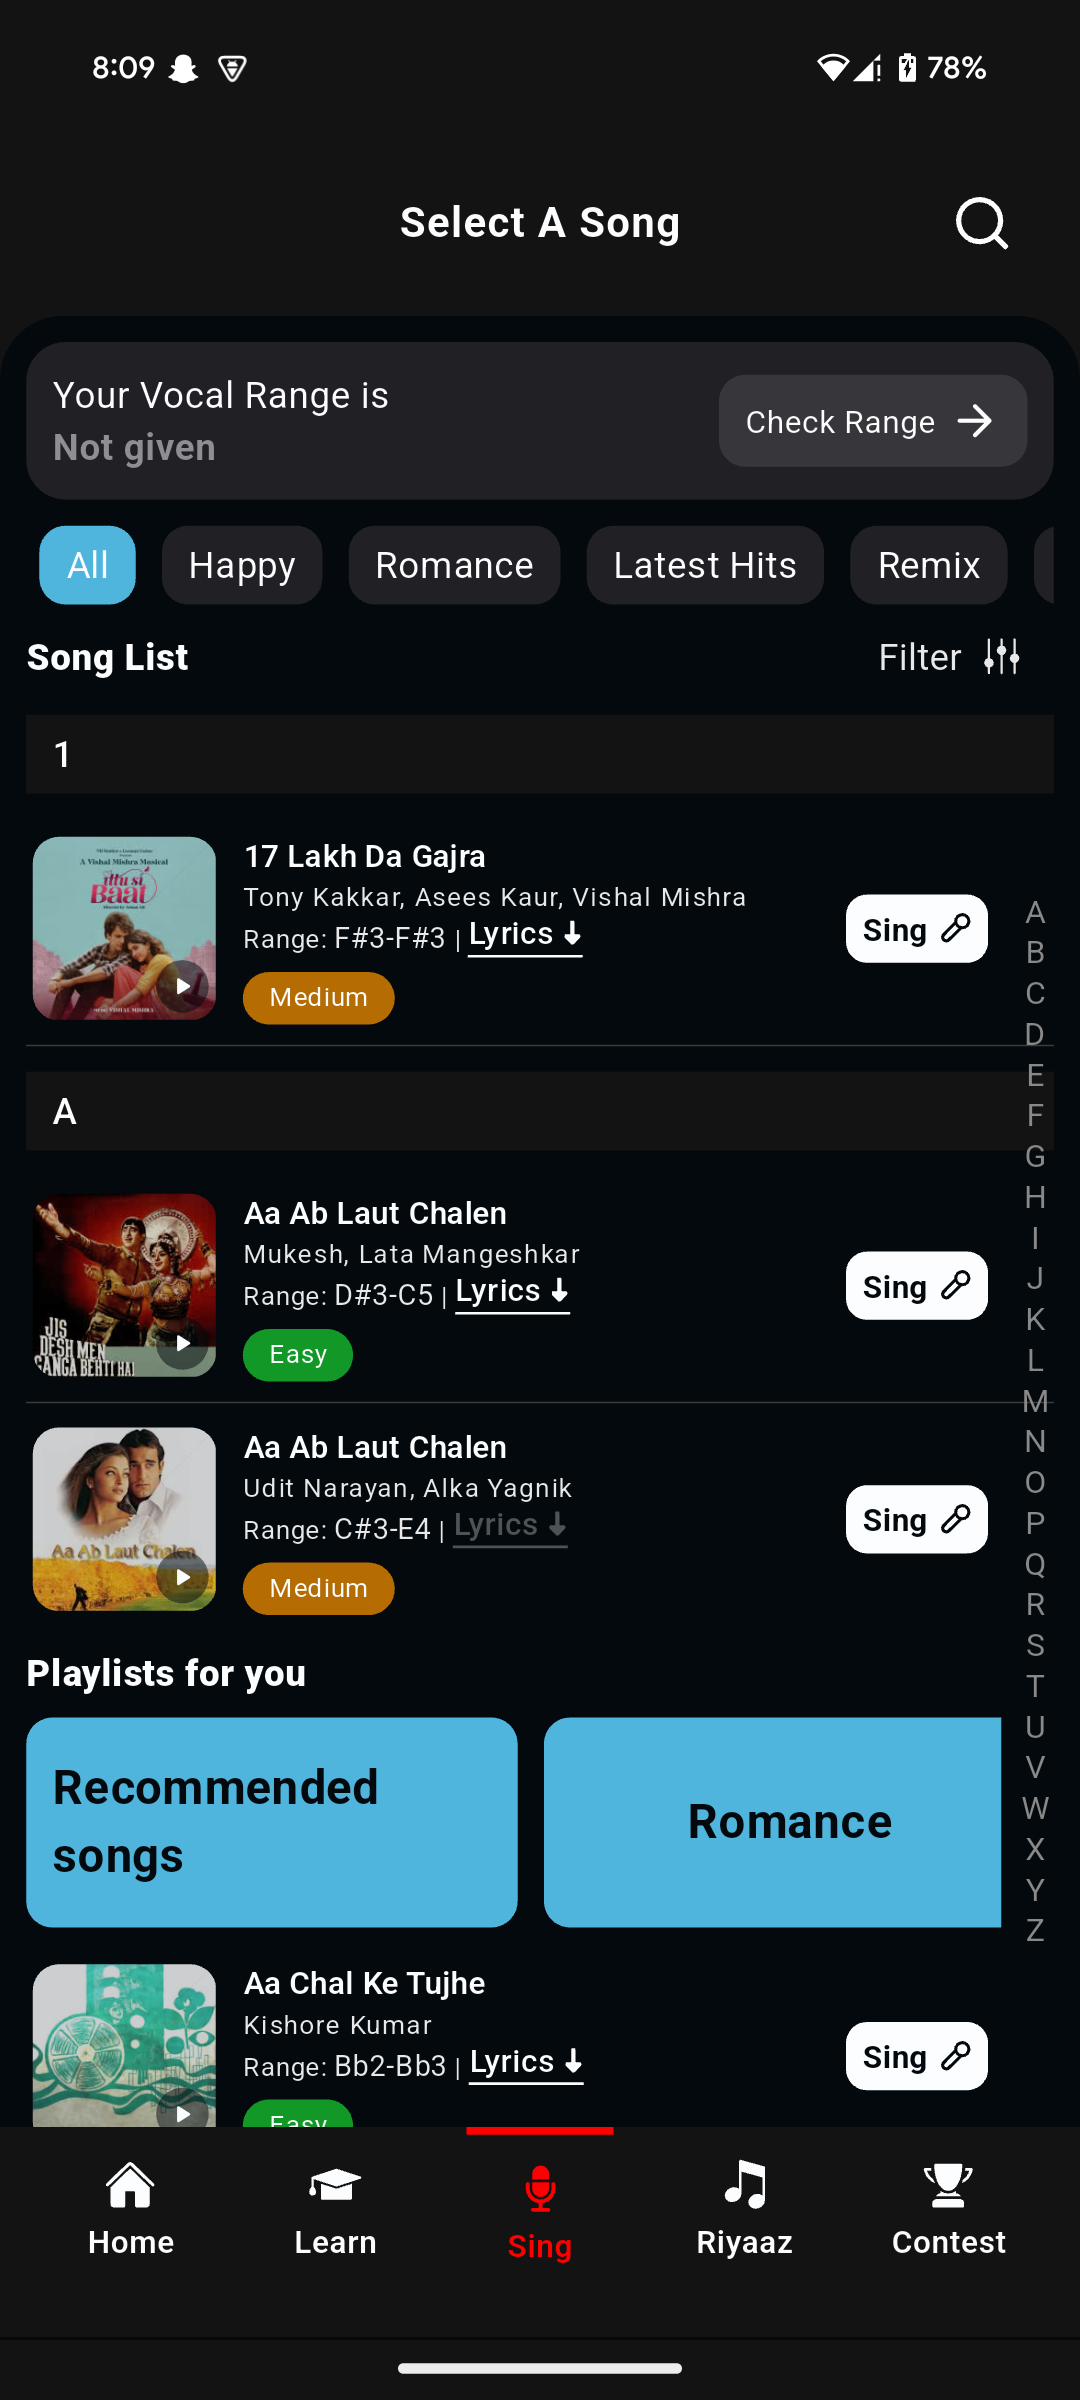 8:09
78%
Select A Song
Your Vocal Range is
Not given
Check Range
All
Happy
Romance
Latest Hits
Remix
Song List
Filter
1
A Vishal Mishra Musical
ittu si
Baat
17 Lakh Da Gajra
Tony Kakkar, Asees Kaur, Vishal Mishra
Range: F#3-F#3 | Lyrics
Medium
Sing
A
JIS
DESH MEN
GANGA BEHTI HAI
Aa Ab Laut Chalen
Mukesh, Lata Mangeshkar
Range: D#3-C5 | Lyrics
Easy
Sing
Aa Ab Laut Chalen
Aa Ab Laut Chalen
Udit Narayan, Alka Yagnik
Range: C#3-E4 | Lyrics
Medium
Sing
Playlists for you
Recommended
songs
Romance
Aa Chal Ke Tujhe
Kishore Kumar
Range: Bb2-Bb3 | Lyrics
Easy
Sing
A
B
C
D
E
F
G
H
I
J
K
L
M
N
O
P
Q
R
S
T
U
V
W
X
Y
Z
Home
Learn
Sing
Riyaaz
Contest